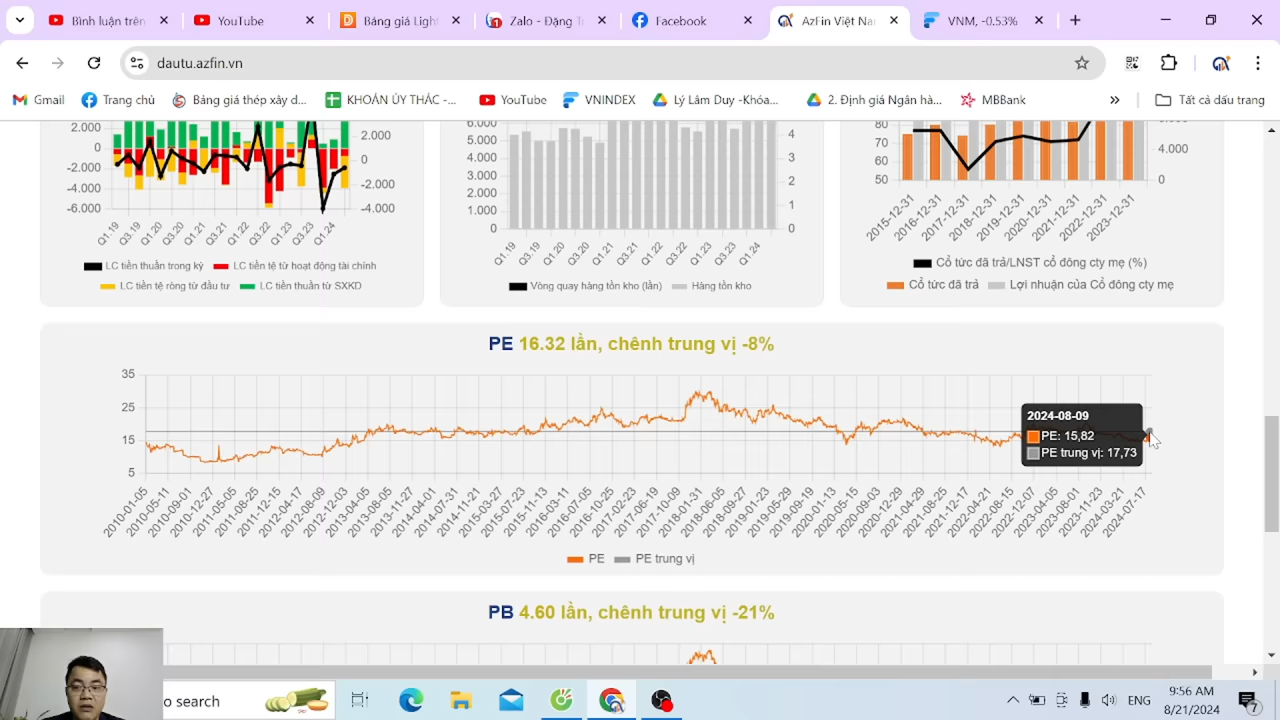 Bình luận trên
YouTube
Bảng giá Ligh
Zalo - Đặng T
Facebook
AzFin Việt Nam
VNM, -0.53%
dautu.azfin.vn
Gmail
Trang chủ
Bảng giá thép xây d...
KHOÁN ỦY THÁC -...
YouTube
VNINDEX
Lý Lâm Duy -Khóa...
2. Định giá Ngân hàn...
MBBank
Tất cả dấu trang
2.000
0
-2.000
-4.000
-6.000
2.000
0
-2.000
-4.000
Q1.19
Q3.19
Q1.20
Q3.20
Q1.21
Q3.21
Q1.22
Q3.22
Q1.23
Q3.23
Q1.24
LC tiền thuần trong kỳ
LC tiền tệ từ hoạt động tài chính
LC tiền tệ ròng từ đầu tư
LC tiền thuần từ SXKD
6.000
5.000
4.000
3.000
2.000
1.000
0
4
3
2
1
0
Q1.19
Q3.19
Q1.20
Q3.20
Q1.21
Q3.21
Q1.22
Q3.22
Q1.23
Q3.23
Q1.24
Vòng quay hàng tồn kho (lần)
Hàng tồn kho
80
70
60
50
4.000
0
2015-12-31
2016-12-31
2017-12-31
2018-12-31
2019-12-31
2020-12-31
2021-12-31
2022-12-31
2023-12-31
Cổ tức đã trả/LNST cổ đông cty mẹ (%)
Cổ tức đã trả
Lợi nhuận của Cổ đông cty mẹ
PE 16.32 lần, chênh trung vị -8%
35
25
15
5
2024-08-09
PE: 15,82
PE trung vị: 17,73
2010-01-05
2010-05-11
2010-09-01
2010-12-27
2011-05-05
2011-08-25
2011-12-15
2012-04-17
2012-08-09
2012-12-03
2013-04-05
2013-08-05
2013-11-27
2014-04-01
2014-07-31
2014-11-21
2015-03-27
2015-07-23
2015-11-13
2016-03-11
2016-07-05
2016-10-25
2017-02-23
2017-06-19
2017-10-09
2018-01-31
2018-06-05
2018-09-27
2019-01-23
2019-05-29
2019-09-19
2020-01-13
2020-05-15
2020-09-03
2020-12-29
2021-04-29
2021-08-25
2021-12-17
2022-04-21
2022-08-15
2022-12-07
2023-04-05
2023-08-01
2023-11-23
2024-03-21
2024-07-17
PE
PE trung vị
PB 4.60 lần, chênh trung vị -21%
o search
ENG
9:56 AM
8/21/2024
7